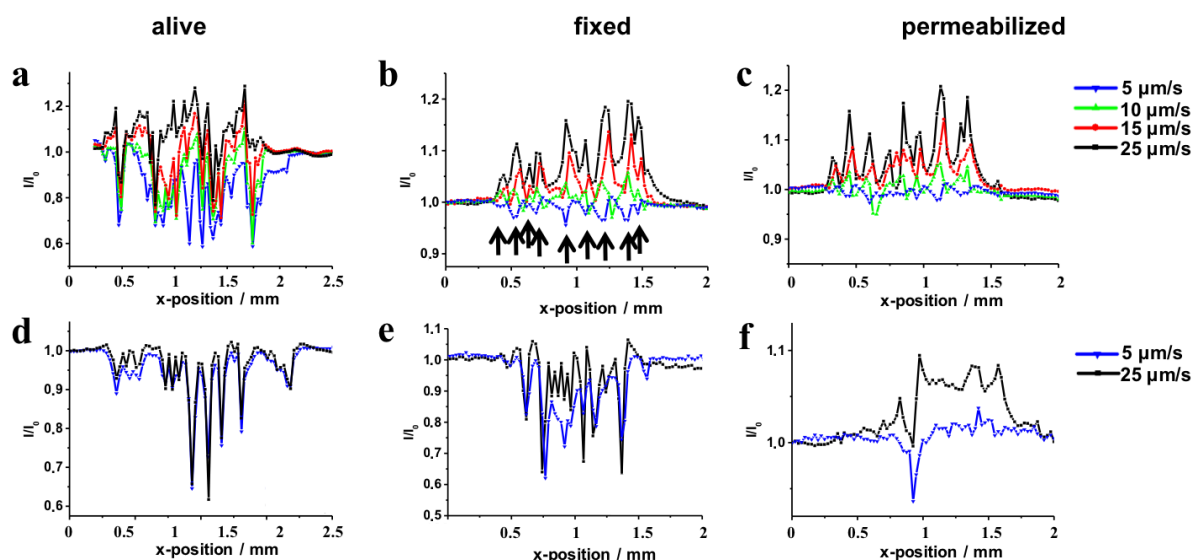 alive fixed permeabilized
a
I/I₀
1,2
1,0
0,8
0,6
0 0.5 1 1.5 2 2.5
x-position / mm
b
I/I₀
1,2
1,1
1,0
0,9
0 0.5 1 1.5 2
x-position / mm
c
I/I₀
1,2
1,1
1,0
0,9
0 0.5 1 1.5 2
x-position / mm
5 µm/s
10 µm/s
15 µm/s
25 µm/s
d
I/I₀
1,0
0,9
0,8
0,7
0,6
0 0.5 1 1.5 2 2.5
x-position / mm
e
I/I₀
1,1
1,0
0,9
0,8
0,7
0,6
0,5
0 0.5 1 1.5 2
x-position / mm
f
I/I₀
1,1
1,0
0 0.5 1 1.5 2
x-position / mm
5 µm/s
25 µm/s